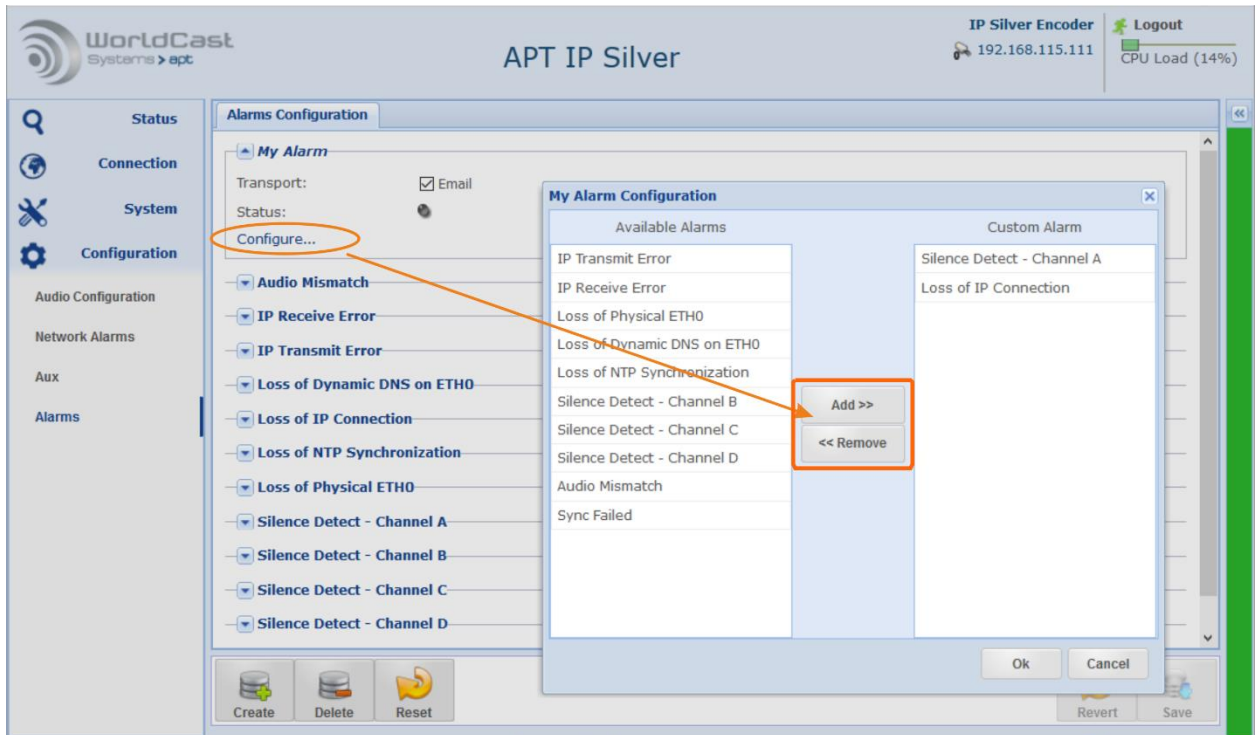 WorldCast
Systems > apt
APT IP Silver
IP Silver Encoder
192.168.115.111
Logout
CPU Load (14%)
Status
Connection
System
Configuration
Audio Configuration
Network Alarms
Aux
Alarms
Alarms Configuration
My Alarm
Transport:
Email
Status:
Configure...
Audio Mismatch
IP Receive Error
IP Transmit Error
Loss of Dynamic DNS on ETH0
Loss of IP Connection
Loss of NTP Synchronization
Loss of Physical ETH0
Silence Detect - Channel A
Silence Detect - Channel B
Silence Detect - Channel C
Silence Detect - Channel D
My Alarm Configuration
Available Alarms
IP Transmit Error
IP Receive Error
Loss of Physical ETH0
Loss of Dynamic DNS on ETH0
Loss of NTP Synchronization
Silence Detect - Channel B
Silence Detect - Channel C
Silence Detect - Channel D
Audio Mismatch
Sync Failed
Add >>
<< Remove
Custom Alarm
Silence Detect - Channel A
Loss of IP Connection
Ok
Cancel
Create
Delete
Reset
Revert
Save